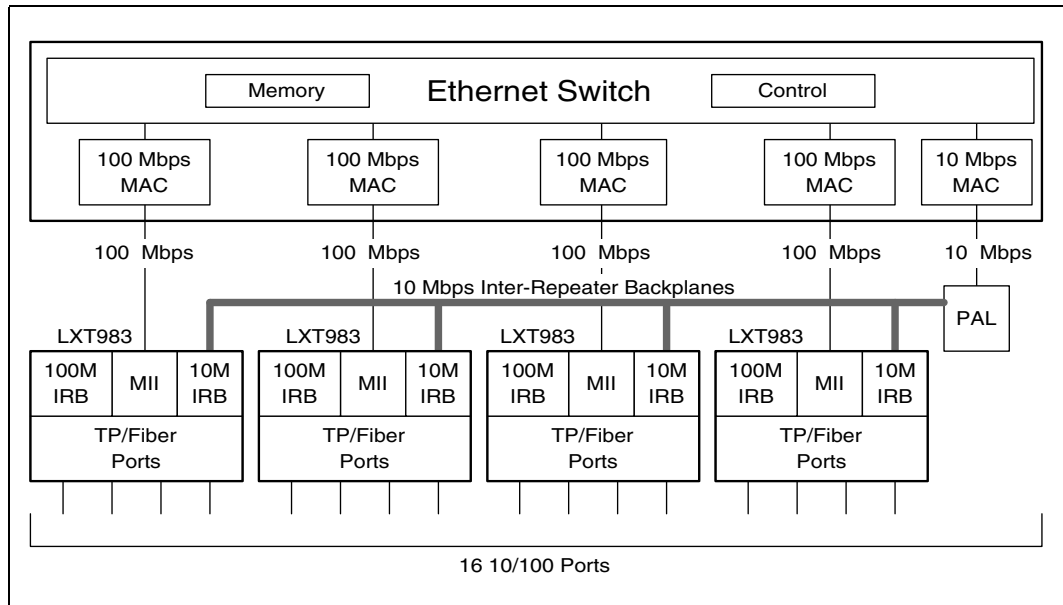 Memory
Ethernet Switch
Control
100 Mbps
MAC
100 Mbps
MAC
100 Mbps
MAC
100 Mbps
MAC
10 Mbps
MAC
100 Mbps
100 Mbps
100 Mbps
100 Mbps
10 Mbps
10 Mbps Inter-Repeater Backplanes
PAL
LXT983
LXT983
LXT983
LXT983
100M
IRB
MII
10M
IRB
TP/Fiber
Ports
100M
IRB
MII
10M
IRB
TP/Fiber
Ports
100M
IRB
MII
10M
IRB
TP/Fiber
Ports
100M
IRB
MII
10M
IRB
TP/Fiber
Ports
16 10/100 Ports